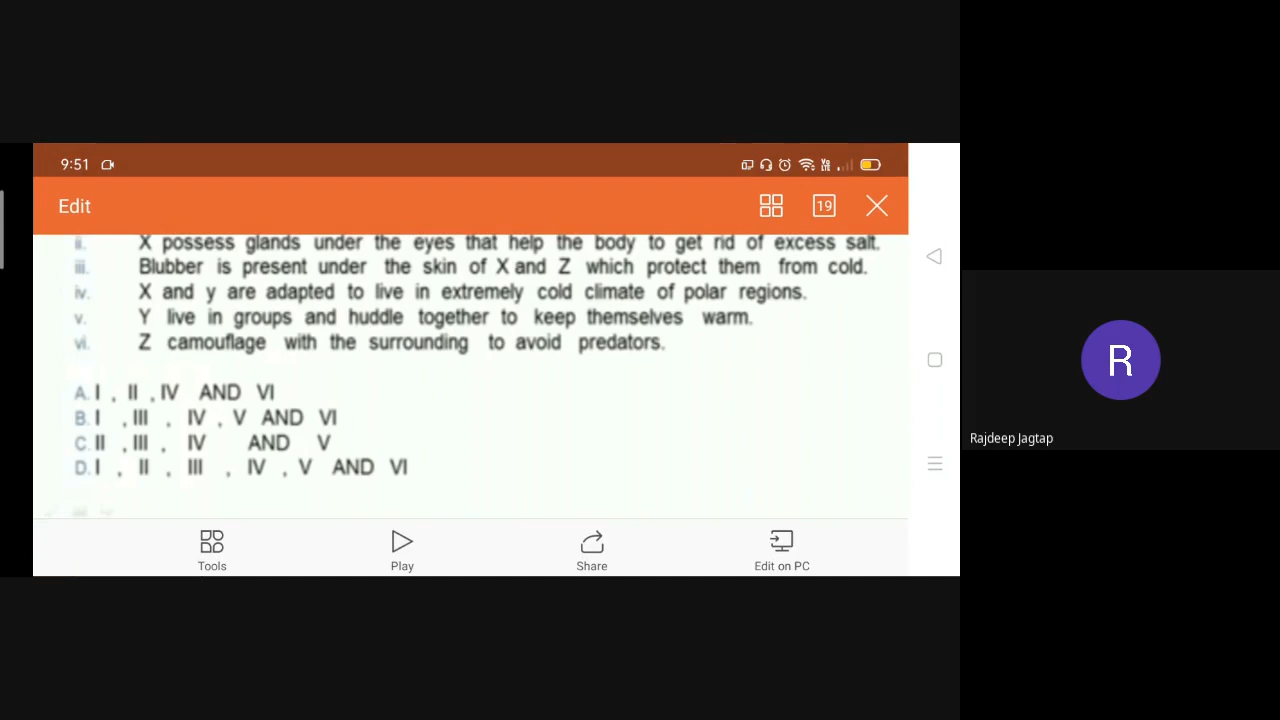 9:51
Edit
19
ii. X possess glands under the eyes that help the body to get rid of excess salt.
iii. Blubber is present under the skin of X and Z which protect them from cold.
iv. X and y are adapted to live in extremely cold climate of polar regions.
v. Y live in groups and huddle together to keep themselves warm.
vi. Z camouflage with the surrounding to avoid predators.
A. I , II , IV AND VI
B. I , III , IV , V AND VI
C. II , III , IV AND V
D. I , II , III , IV , V AND VI
R
Rajdeep Jagtap
Tools Play Share Edit on PC